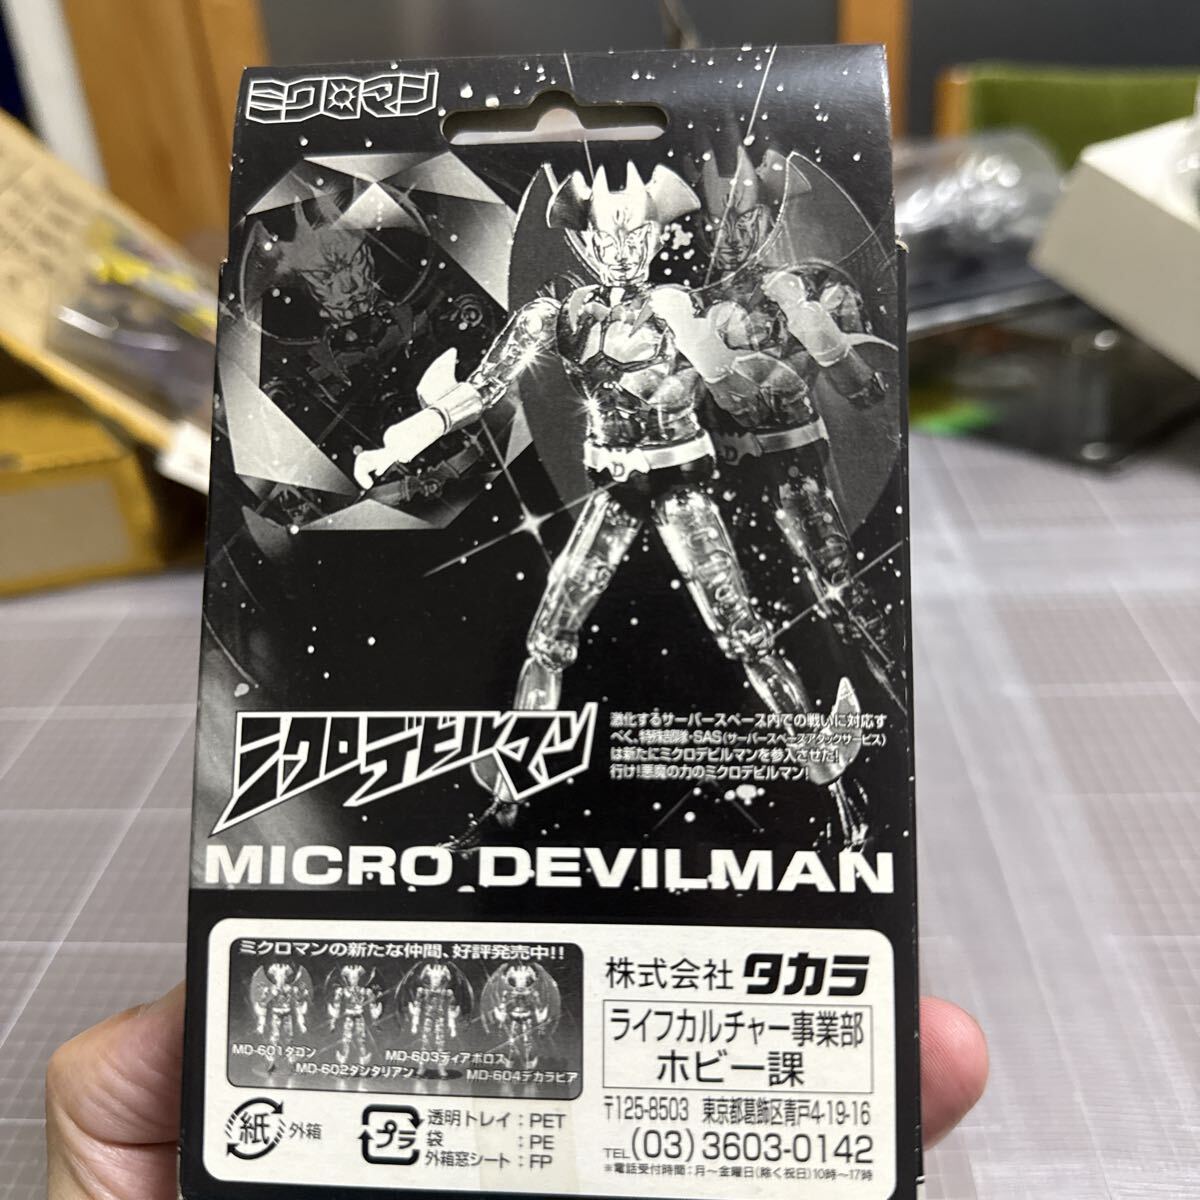 ミクロマン
D
ミクロデビルマン
激化するサーバースペース内での戦いに対応す
べく、特殊部隊・SAS(サーバースペースアタックサービス)
は新たにミクロデビルマンを参入させた!
行け!悪魔の力のミクロデビルマン!
MICRO DEVILMAN
ミクロマンの新たな仲間、好評発売中!!
MD-601ダゴン
MD-602ダンタリアン
MD-603ディアボロス
MD-604デカラビア
紙 外箱
プラ
透明トレイ:PET
袋 :PE
外箱窓シート:FP
株式会社タカラ
ライフカルチャー事業部
ホビー課
〒125-8503 東京都葛飾区青戸4-19-16
TEL(03)3603-0142
※電話受付時間:月~金曜日(除く祝日)10時~17時